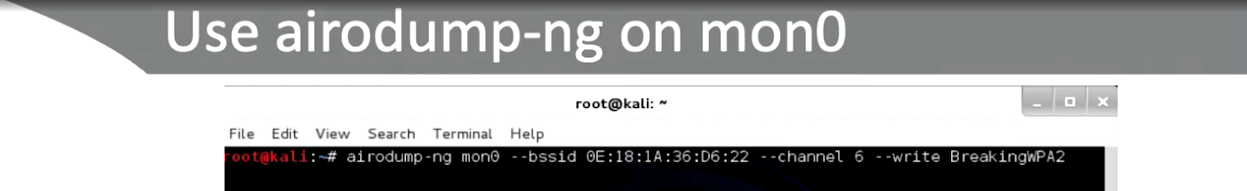 Use airodump-ng on mon0
root@kali: ~
File Edit View Search Terminal Help
root@kali:~# airodump-ng mon0 --bssid 0E:18:1A:36:D6:22 --channel 6 --write BreakingWPA2